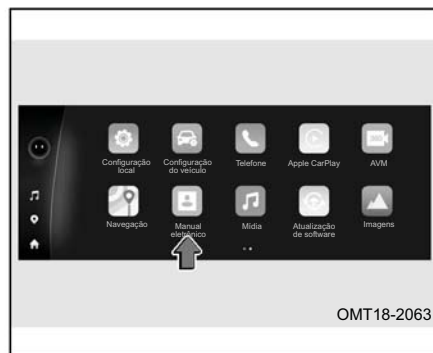 Configuração
local
Configuração
do veículo
Telefone
Apple CarPlay
360
AVM
Navegação
Manual
eletrônico
Mídia
Atualização
de software
Imagens
OMT18-2063